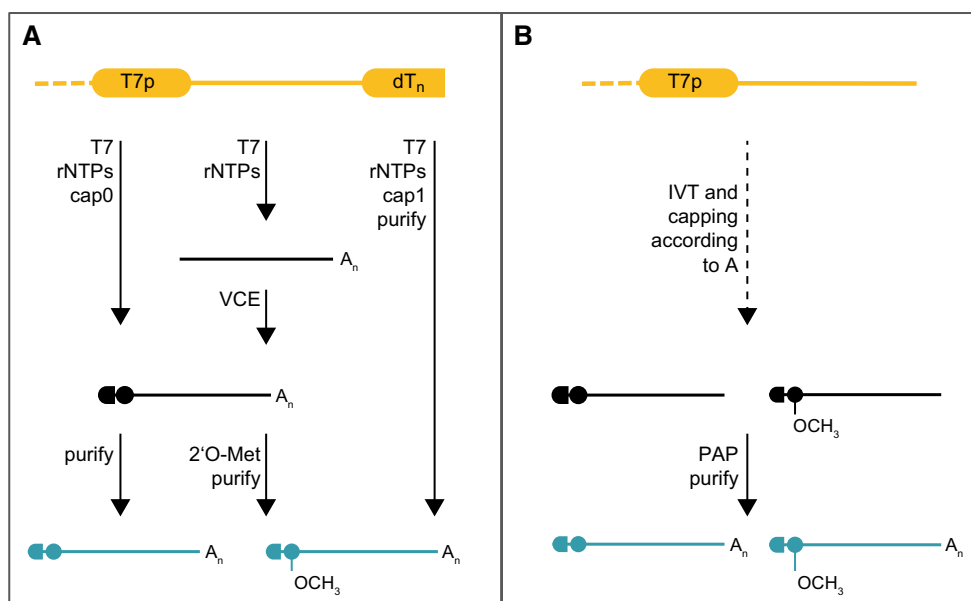 A
T7p
dTn
T7
rNTPs
cap0
T7
rNTPs
T7
rNTPs
cap1
purify
An
VCE
An
purify
2‘O-Met
purify
An
An
OCH3
B
T7p
IVT and
capping
according
to A
OCH3
PAP
purify
An
An
OCH3